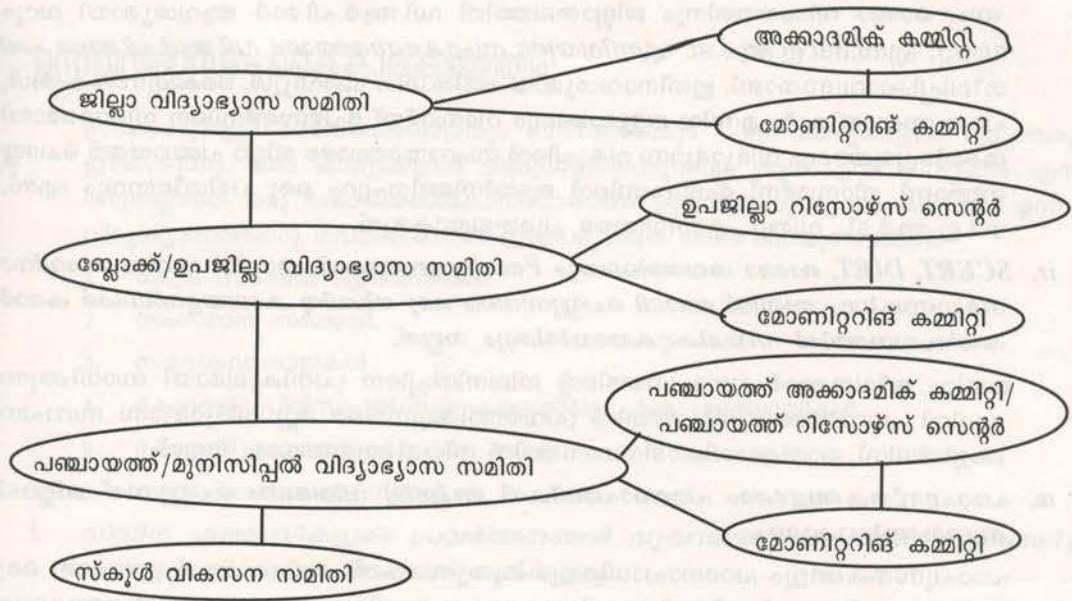 അക്കാദമിക് കമ്മിറ്റി
ജില്ലാ വിദ്യാഭ്യാസ സമിതി
മോണിറ്ററിങ് കമ്മിറ്റി
ഉപജില്ലാ റിസോഴ്സ് സെന്റർ
ബ്ലോക്ക്/ഉപജില്ലാ വിദ്യാഭ്യാസ സമിതി
മോണിറ്ററിങ് കമ്മിറ്റി
പഞ്ചായത്ത് അക്കാദമിക് കമ്മിറ്റി/
പഞ്ചായത്ത് റിസോഴ്സ് സെന്റർ
പഞ്ചായത്ത്/മുനിസിപ്പൽ വിദ്യാഭ്യാസ സമിതി
മോണിറ്ററിങ് കമ്മിറ്റി
സ്കൂൾ വികസന സമിതി